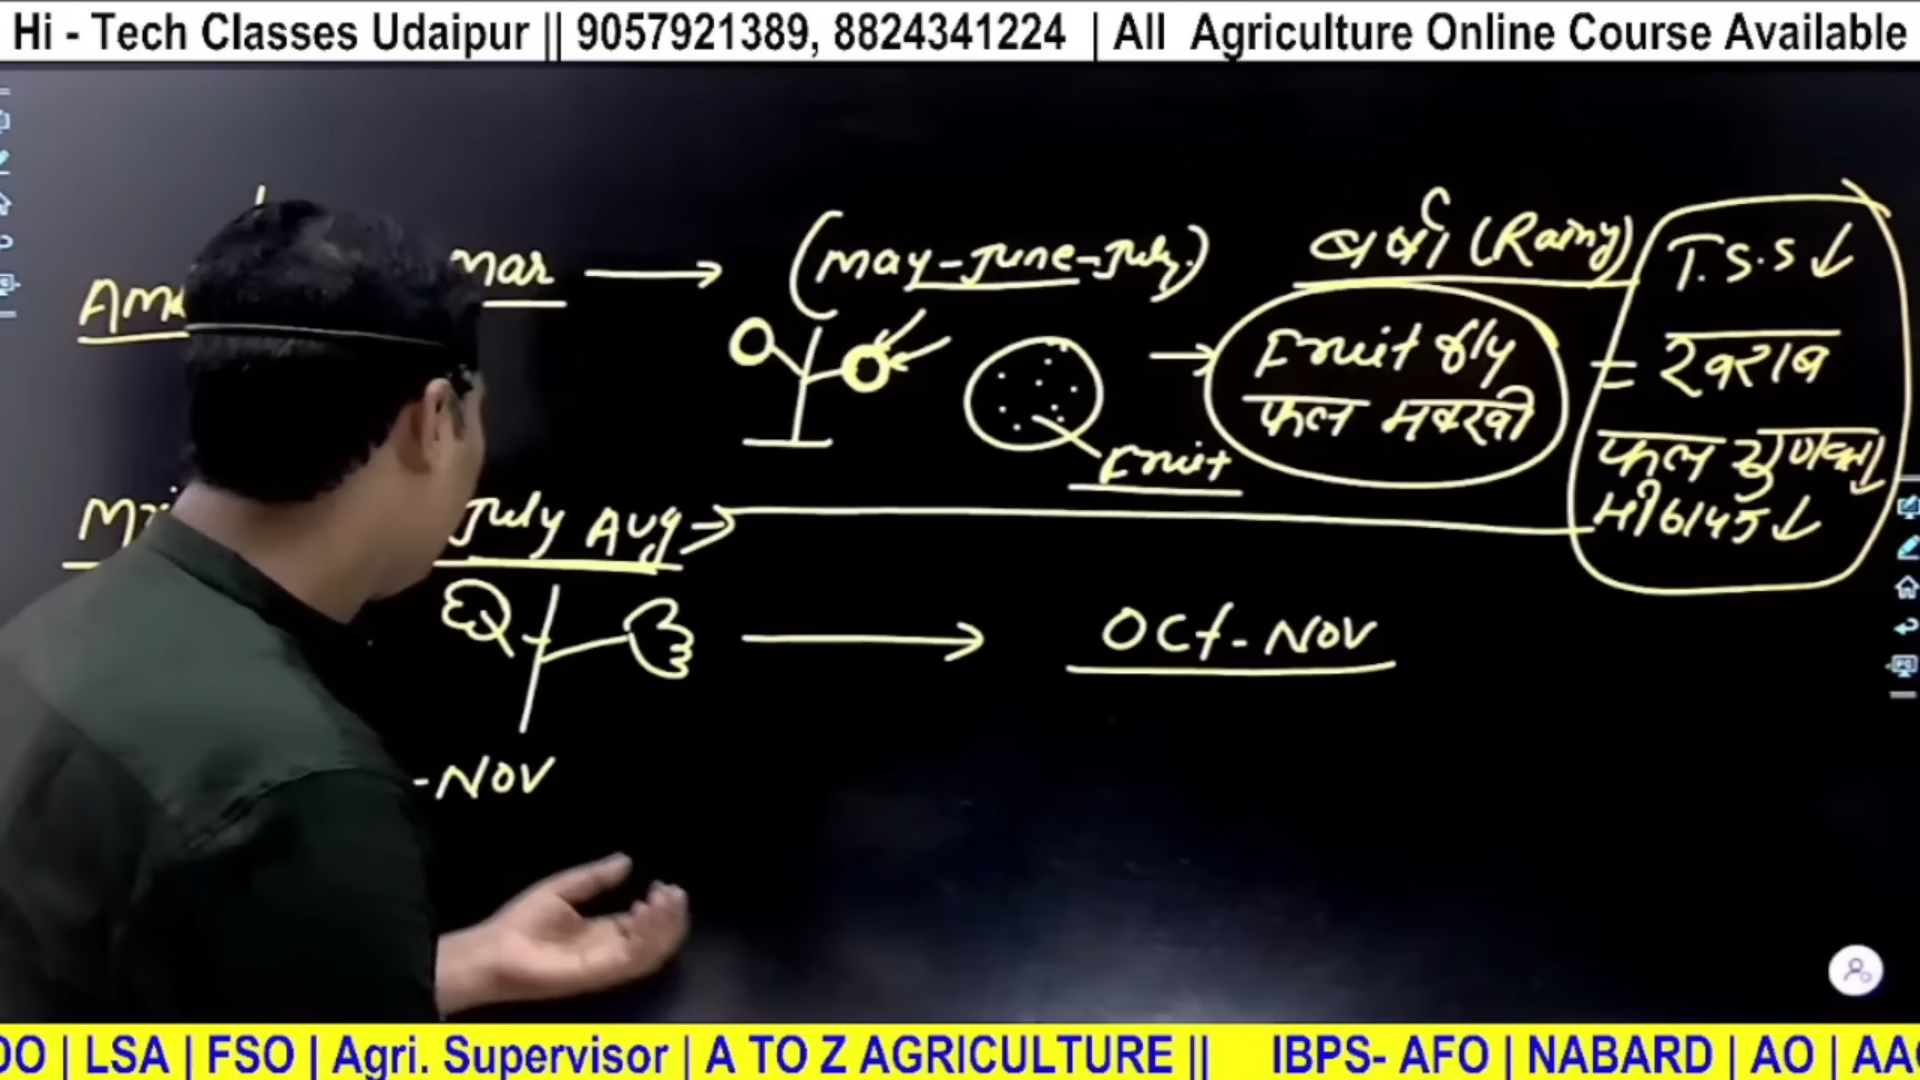 Hi - Tech Classes Udaipur || 9057921389, 8824341224 | All Agriculture Online Course Available
Mar → (May-June-July) वर्षा (Rainy) T.S.S ↓
Fruit → Fruit fly = खराब
फल मक्खी
फल गुणवत्ता ↓
July Aug → मीठापन ↓
→ Oct-Nov
-Nov
| LSA | FSO | Agri. Supervisor | A TO Z AGRICULTURE || IBPS- AFO | NABARD | AO |